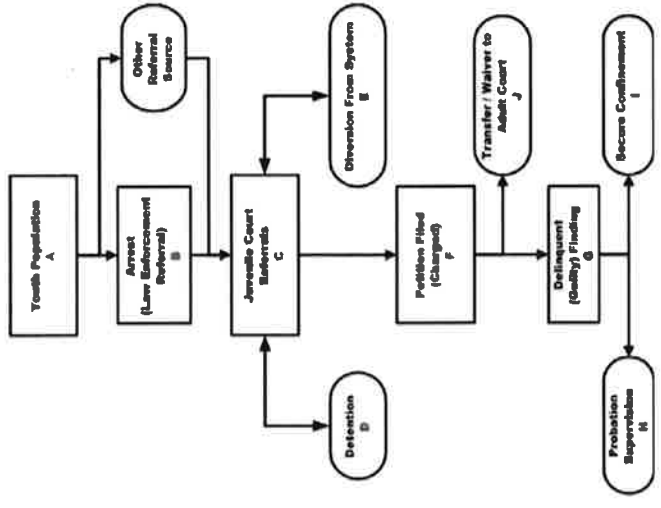 Youth Population
A
Other
Referral
Source
Arrest
(Law Enforcement
Referral)
B
Juvenile Court
Referrals
C
Diversion From System
E
Detention
D
Petition Filed
(Charged)
F
Transfer / Waiver to
Adult Court
J
Delinquent
(Guilty) Finding
G
Probation
Supervision
H
Secure Confinement
I